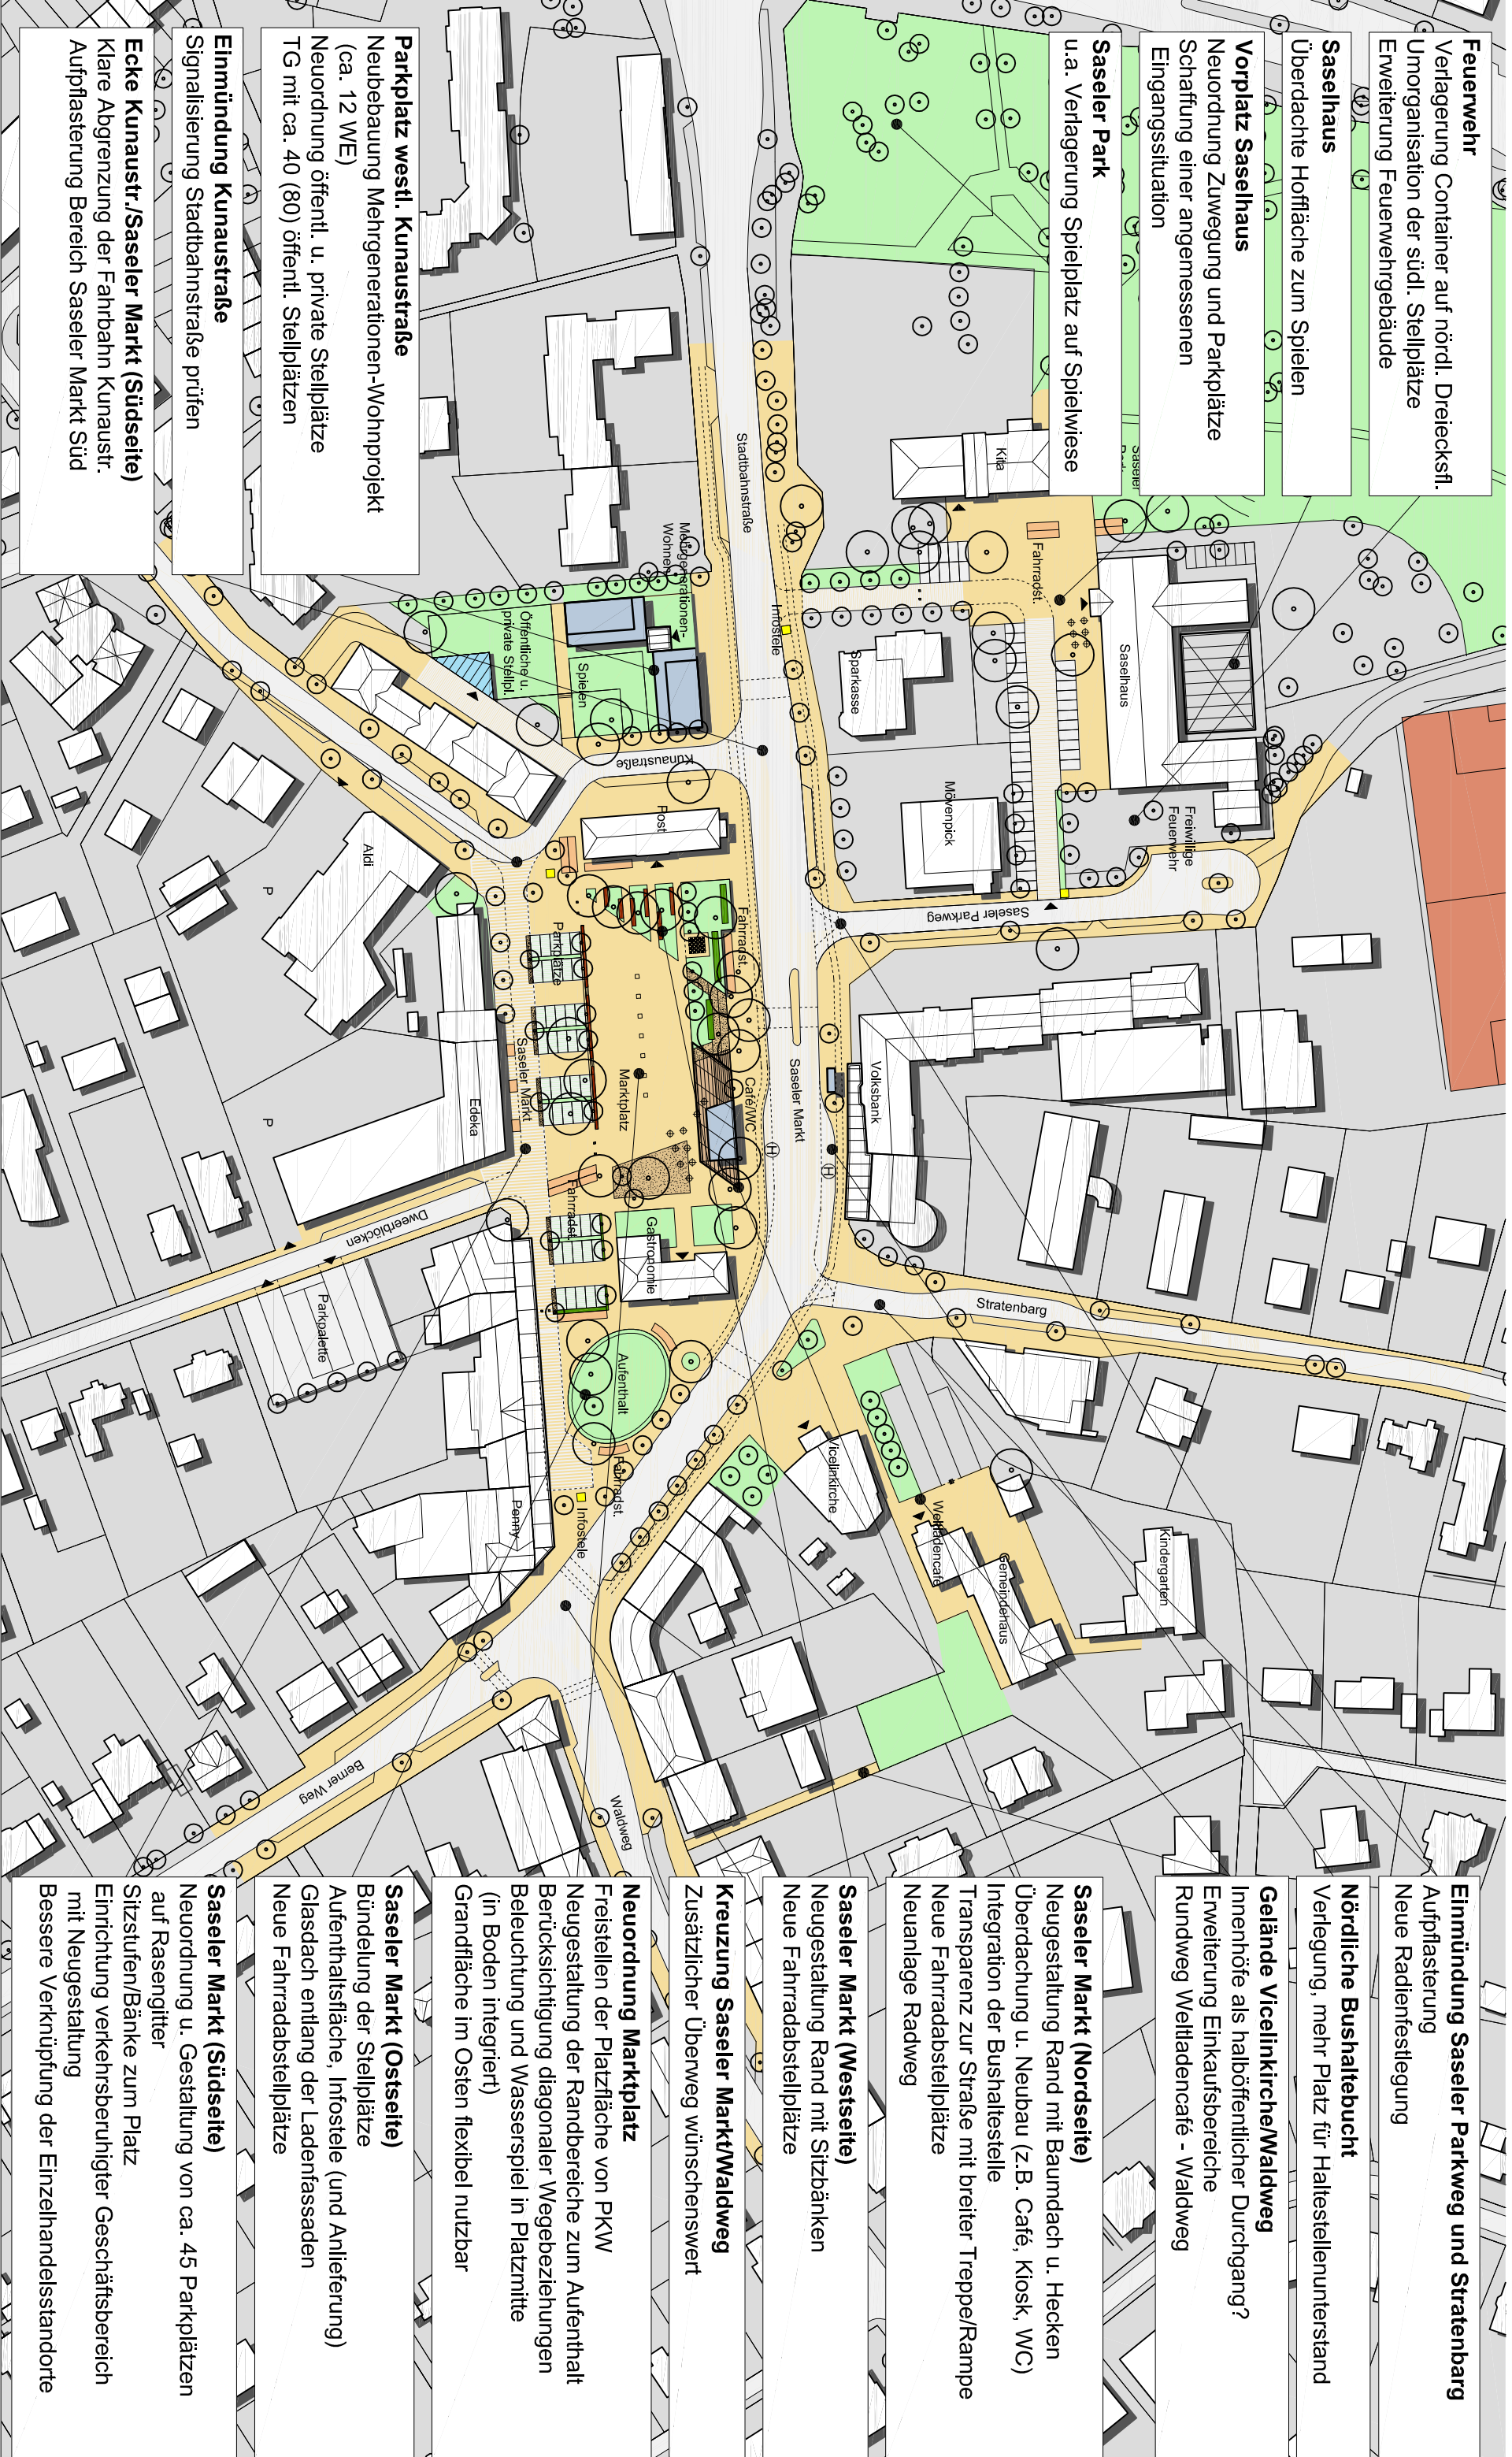 Feuerwehr
Verlagerung Container auf nördl. Dreiecksfl.
Umorganisation der südl. Stellplätze
Erweiterung Feuerwehrgebäude
Saselhaus
Überdachte Hoffläche zum Spielen
Vorplatz Saselhaus
Neuordnung Zuwegung und Parkplätze
Schaffung einer angemessenen
Eingangssituation
Saseler Park
u.a. Verlagerung Spielplatz auf Spielwiese
Parkplatz westl. Kunaustraße
Neubebauung Mehrgenerationen-Wohnprojekt
(ca. 12 WE)
Neuordnung öffentl. u. private Stellplätze
TG mit ca. 40 (80) öffentl. Stellplätzen
Einmündung Kunaustraße
Signalisierung Stadtbahnstraße prüfen
Ecke Kunaustr./Saseler Markt (Südseite)
Klare Abgrenzung der Fahrbahn Kunaustr.
Aufpflasterung Bereich Saseler Markt Süd
Saseler
Kita
Fahrradst.
Saselhaus
Freiwillige
Feuerwehr
Stadtbahnstraße
Infostele
Sparkasse
Mövenpick
Saseler Parkweg
Mehrgenerationen-
Wohnen
Öffentliche u.
private Stellpl.
Spielen
Kunaustraße
Post
Aldi
P
P
Parkplätze
Fahrradst.
Saseler Markt
Edeka
Marktplatz
Café/WC
Saseler Markt
H
H
Volksbank
Fahrradst.
Gastronomie
Dweerblöcken
Parkpalette
Aufenthalt
Fahrradst.
Infostele
Penny
Stratenbarg
Vicelinkirche
Weltladencafé
Gemeindehaus
Kindergarten
Berner Weg
Waldweg
Einmündung Saseler Parkweg und Stratenbarg
Aufpflasterung
Neue Radienfestlegung
Nördliche Bushaltebucht
Verlegung, mehr Platz für Haltestellenunterstand
Gelände Vicelinkirche/Waldweg
Innenhöfe als halböffentlicher Durchgang?
Erweiterung Einkaufsbereiche
Rundweg Weltladencafé - Waldweg
Saseler Markt (Nordseite)
Neugestaltung Rand mit Baumdach u. Hecken
Überdachung u. Neubau (z.B. Café, Kiosk, WC)
Integration der Bushaltestelle
Transparenz zur Straße mit breiter Treppe/Rampe
Neue Fahrradabstellplätze
Neuanlage Radweg
Saseler Markt (Westseite)
Neugestaltung Rand mit Sitzbänken
Neue Fahrradabstellplätze
Kreuzung Saseler Markt/Waldweg
Zusätzlicher Überweg wünschenswert
Neuordnung Marktplatz
Freistellen der Platzfläche von PKW
Neugestaltung der Randbereiche zum Aufenthalt
Berücksichtigung diagonaler Wegebeziehungen
Beleuchtung und Wasserspiel in Platzmitte
(in Boden integriert)
Grandfläche im Osten flexibel nutzbar
Saseler Markt (Ostseite)
Bündelung der Stellplätze
Aufenthaltsfläche, Infostele (und Anlieferung)
Glasdach entlang der Ladenfassaden
Neue Fahrradabstellplätze
Saseler Markt (Südseite)
Neuordnung u. Gestaltung von ca. 45 Parkplätzen
auf Rasengitter
Sitzstufen/Bänke zum Platz
Einrichtung verkehrsberuhigter Geschäftsbereich
mit Neugestaltung
Bessere Verknüpfung der Einzelhandelsstandorte